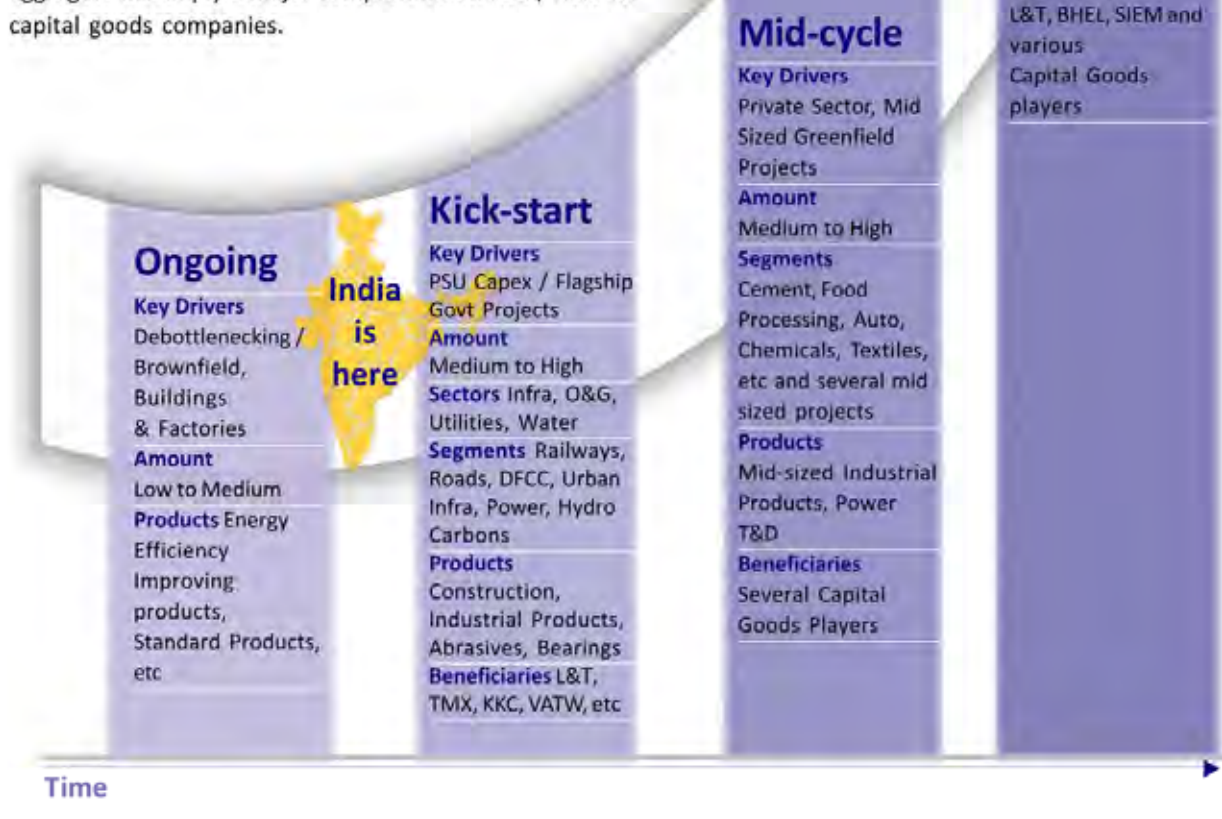 capital goods companies.
Ongoing
Key Drivers
Debottlenecking /
Brownfield,
Buildings
& Factories
Amount
Low to Medium
Products Energy
Efficiency
Improving
products,
Standard Products,
etc
India
is
here
Kick-start
Key Drivers
PSU Capex / Flagship
Govt Projects
Amount
Medium to High
Sectors Infra, O&G,
Utilities, Water
Segments Railways,
Roads, DFCC, Urban
Infra, Power, Hydro
Carbons
Products
Construction,
Industrial Products,
Abrasives, Bearings
Beneficiaries L&T,
TMX, KKC, VATW, etc
Mid-cycle
Key Drivers
Private Sector, Mid
Sized Greenfield
Projects
Amount
Medium to High
Segments
Cement, Food
Processing, Auto,
Chemicals, Textiles,
etc and several mid
sized projects
Products
Mid-sized Industrial
Products, Power
T&D
Beneficiaries
Several Capital
Goods Players
L&T, BHEL, SIEM and
various
Capital Goods
players
Time